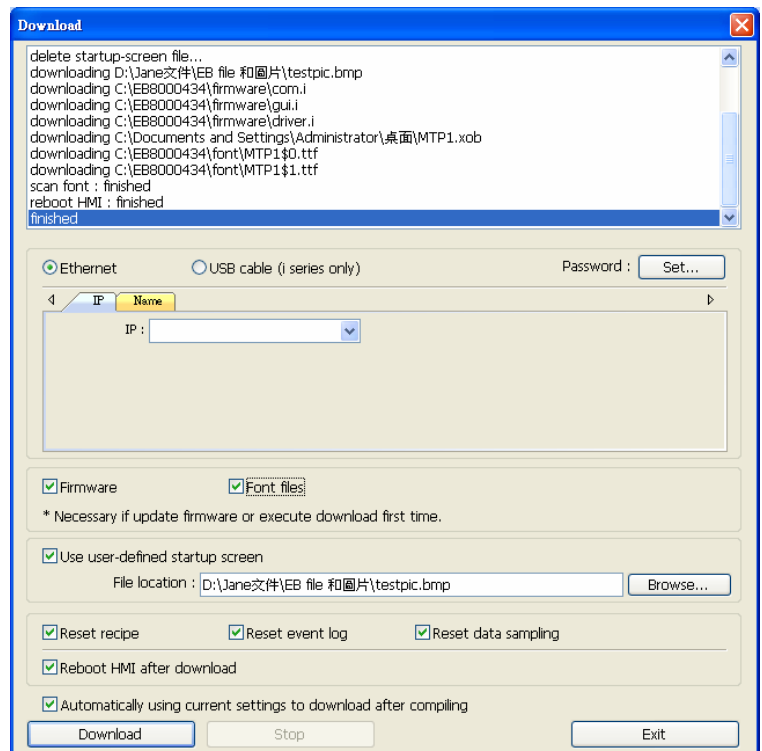 Download
delete startup-screen file...
downloading D:\Jane文件\EB file 和圖片\testpic.bmp
downloading C:\EB8000434\firmware\com.i
downloading C:\EB8000434\firmware\gui.i
downloading C:\EB8000434\firmware\driver.i
downloading C:\Documents and Settings\Administrator\桌面\MTP1.xob
downloading C:\EB8000434\font\MTP1$0.ttf
downloading C:\EB8000434\font\MTP1$1.ttf
scan font : finished
reboot HMI : finished
finished
Ethernet USB cable (i series only) Password : Set...
IP Name
IP :
Firmware Font files
* Necessary if update firmware or execute download first time.
Use user-defined startup screen
File location : D:\Jane文件\EB file 和圖片\testpic.bmp Browse...
Reset recipe Reset event log Reset data sampling
Reboot HMI after download
Automatically using current settings to download after compiling
Download Stop Exit